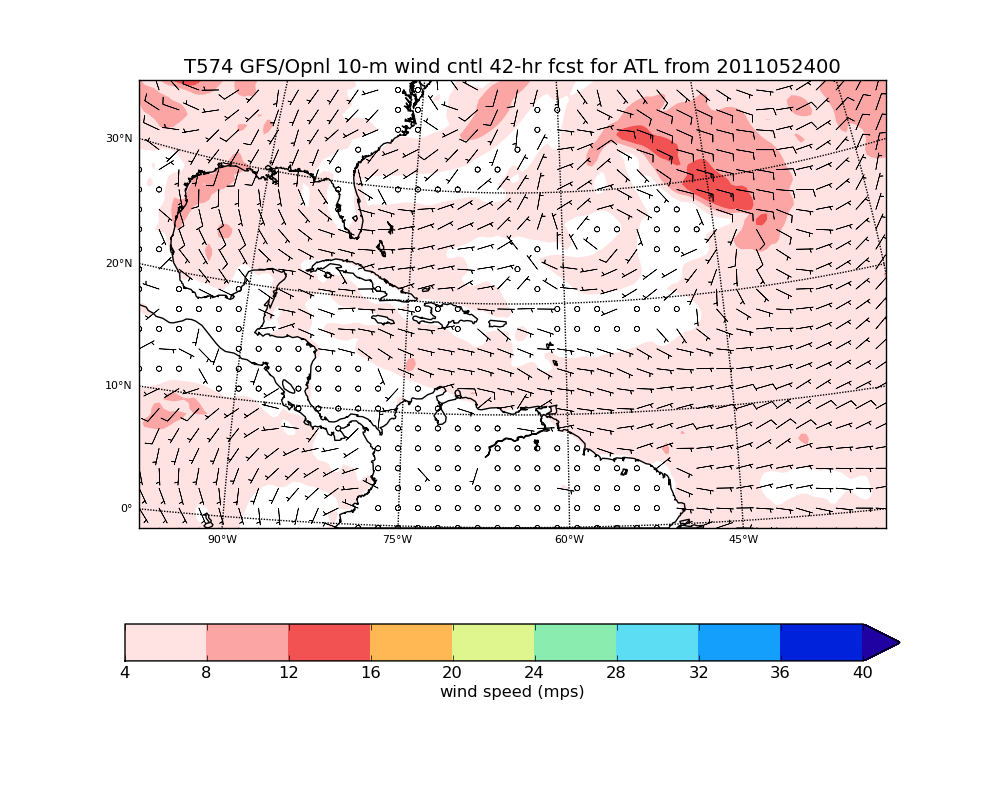 T574 GFS/Opnl 10-m wind cntl 42-hr fcst for ATL from 2011052400
30°N
20°N
10°N
0°
90°W 75°W 60°W 45°W
4 8 12 16 20 24 28 32 36 40
wind speed (mps)